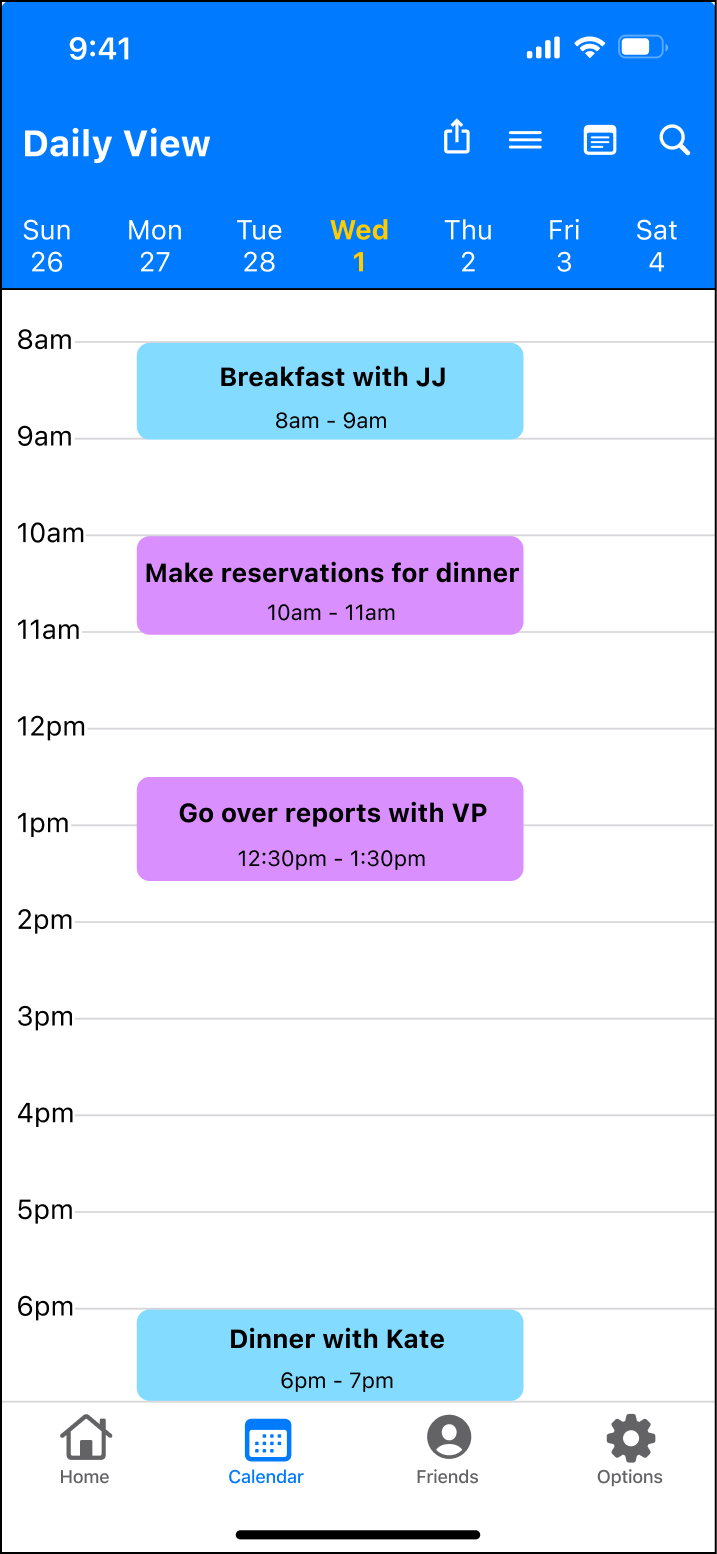 9:41
Daily View
Sun Mon Tue Wed Thu Fri Sat
26 27 28 1 2 3 4
8am
Breakfast with JJ
8am - 9am
9am
10am
Make reservations for dinner
10am - 11am
11am
12pm
Go over reports with VP
1pm
12:30pm - 1:30pm
2pm
3pm
4pm
5pm
6pm
Dinner with Kate
6pm - 7pm
Home Calendar Friends Options